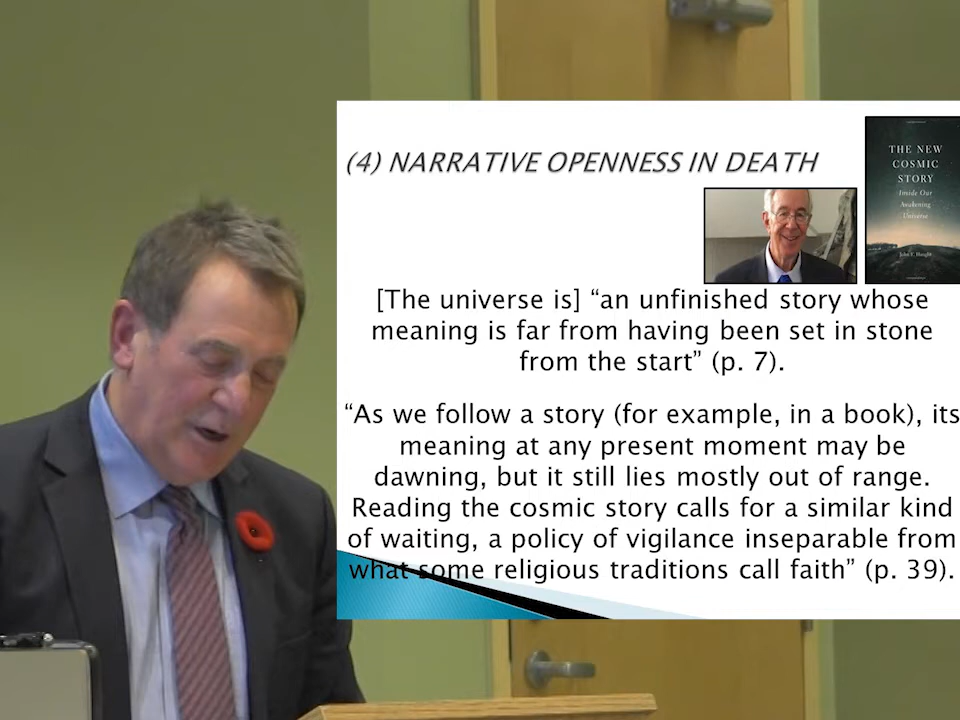 (4) NARRATIVE OPENNESS IN DEATH
THE NEW
COSMIC
STORY
Inside Our
Awakening
Universe
John F. Haught
[The universe is] “an unfinished story whose
meaning is far from having been set in stone
from the start” (p. 7).
“As we follow a story (for example, in a book), its
meaning at any present moment may be
dawning, but it still lies mostly out of range.
Reading the cosmic story calls for a similar kind
of waiting, a policy of vigilance inseparable from
what some religious traditions call faith” (p. 39).